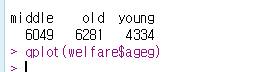 middle    old  young
  6049   6281   4334
> qplot(welfare$ageg)
>